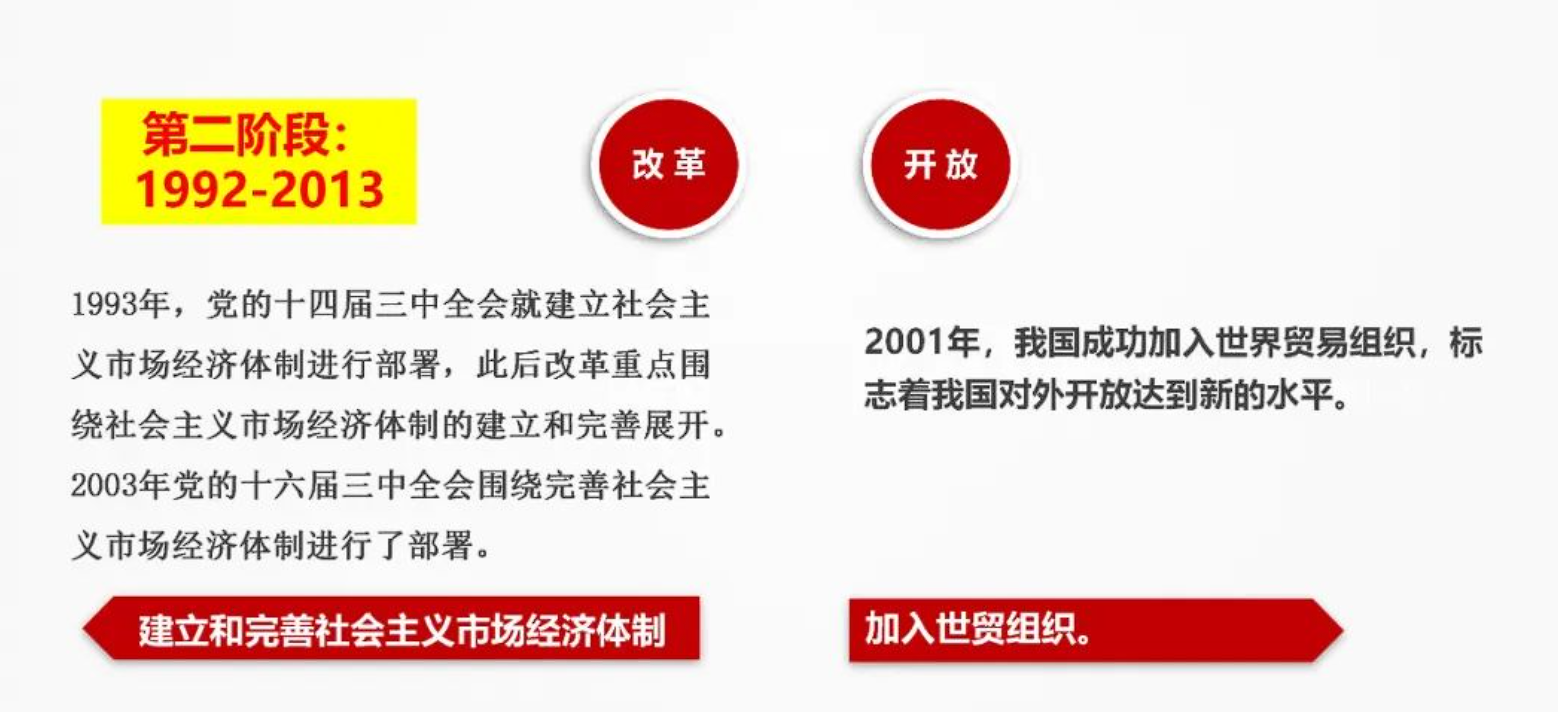 第二阶段：
1992-2013
改革
开放
1993年，党的十四届三中全会就建立社会主
义市场经济体制进行部署，此后改革重点围
绕社会主义市场经济体制的建立和完善展开。
2003年党的十六届三中全会围绕完善社会主
义市场经济体制进行了部署。
2001年，我国成功加入世界贸易组织，标
志着我国对外开放达到新的水平。
建立和完善社会主义市场经济体制
加入世贸组织。